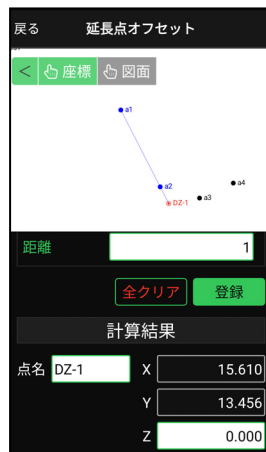 戻る 延長点オフセット
< 座標 図面
a1
a2
a4
DZ-1
a3
距離 1
全クリア 登録
計算結果
点名 DZ-1 X 15.610
Y 13.456
Z 0.000